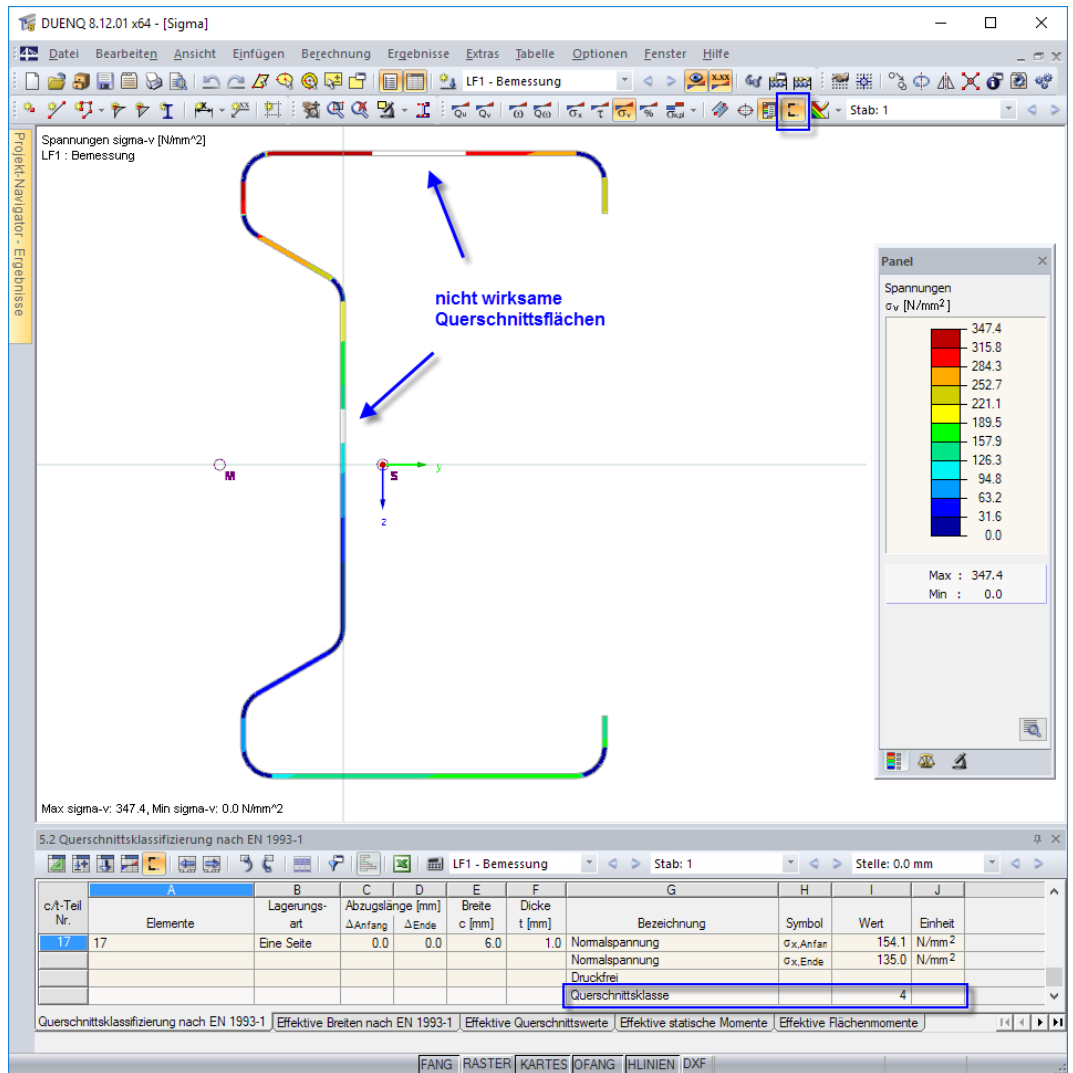 DUENQ 8.12.01 x64 - [Sigma]
Datei Bearbeiten Ansicht Einfügen Berechnung Ergebnisse Extras Tabelle Optionen Fenster Hilfe
LF1 - Bemessung
X.XX
Qu Qv ω Qω σx τ σv % σx,pl
Stab: 1
Projekt-Navigator - Ergebnisse
Spannungen sigma-v [N/mm^2]
LF1 : Bemessung
nicht wirksame
Querschnittsflächen
M
S
y
z
Panel
Spannungen
σv [N/mm²]
347.4
315.8
284.3
252.7
221.1
189.5
157.9
126.3
94.8
63.2
31.6
0.0
Max : 347.4
Min : 0.0
Max sigma-v: 347.4, Min sigma-v: 0.0 N/mm^2
5.2 Querschnittsklassifizierung nach EN 1993-1
LF1 - Bemessung
Stab: 1
Stelle: 0.0 mm
A B C D E F G H I J
c/t-Teil Lagerungs- Abzugslänge [mm] Breite Dicke
Nr. Elemente art ΔAnfang ΔEnde c [mm] t [mm] Bezeichnung Symbol Wert Einheit
17 17 Eine Seite 0.0 0.0 6.0 1.0 Normalspannung σx,Anfan 154.1 N/mm²
Normalspannung σx,Ende 135.0 N/mm²
Druckfrei
Querschnittsklasse 4
Querschnittsklassifizierung nach EN 1993-1 Effektive Breiten nach EN 1993-1 Effektive Querschnittswerte Effektive statische Momente Effektive Flächenmomente
FANG RASTER KARTES OFANG HLINIEN DXF